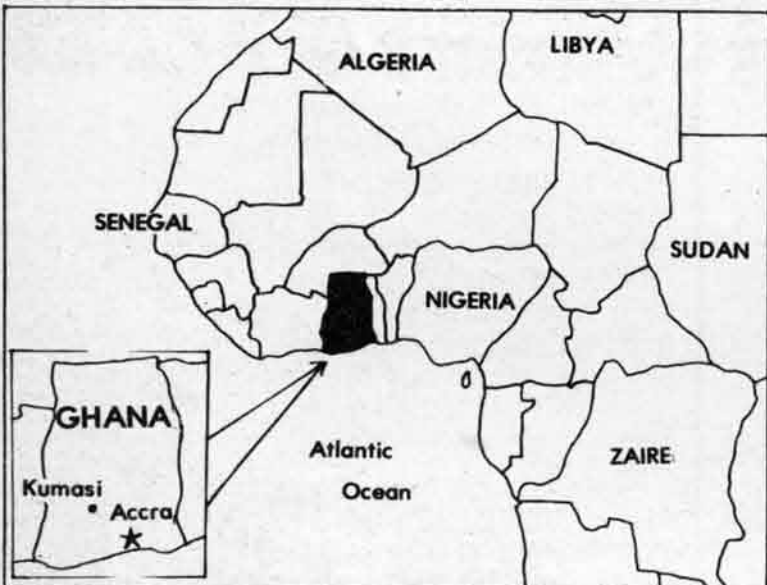 ALGERIA
LIBYA
SENEGAL
SUDAN
NIGERIA
GHANA
Kumasi
Accra
Atlantic
Ocean
ZAIRE